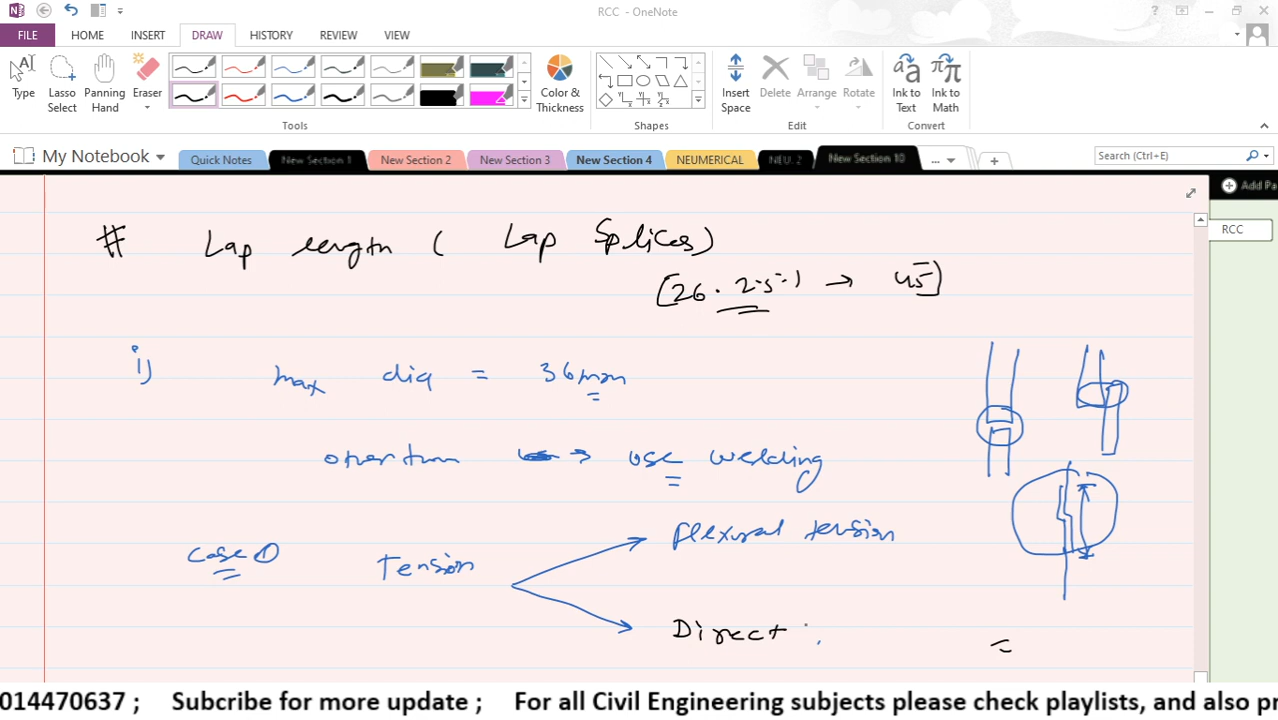 RCC - OneNote
FILE HOME INSERT DRAW HISTORY REVIEW VIEW
Type Lasso Select Panning Hand Eraser Color & Thickness Insert Space Delete Arrange Rotate Ink to Text Ink to Math
Tools Shapes Edit Convert
My Notebook Quick Notes New Section 1 New Section 2 New Section 3 New Section 4 NEUMERICAL NEU. 2 New Section 10 ... + Search (Ctrl+E)
Add Pa
RCC
# Lap length ( Lap Splices)
[26.2.5.1 → 45]
i) max dia = 36mm
use welding
case ① Tension
flexural tension
Direct
=
014470637 ; Subcribe for more update ; For all Civil Engineering subjects please check playlists, and also pr